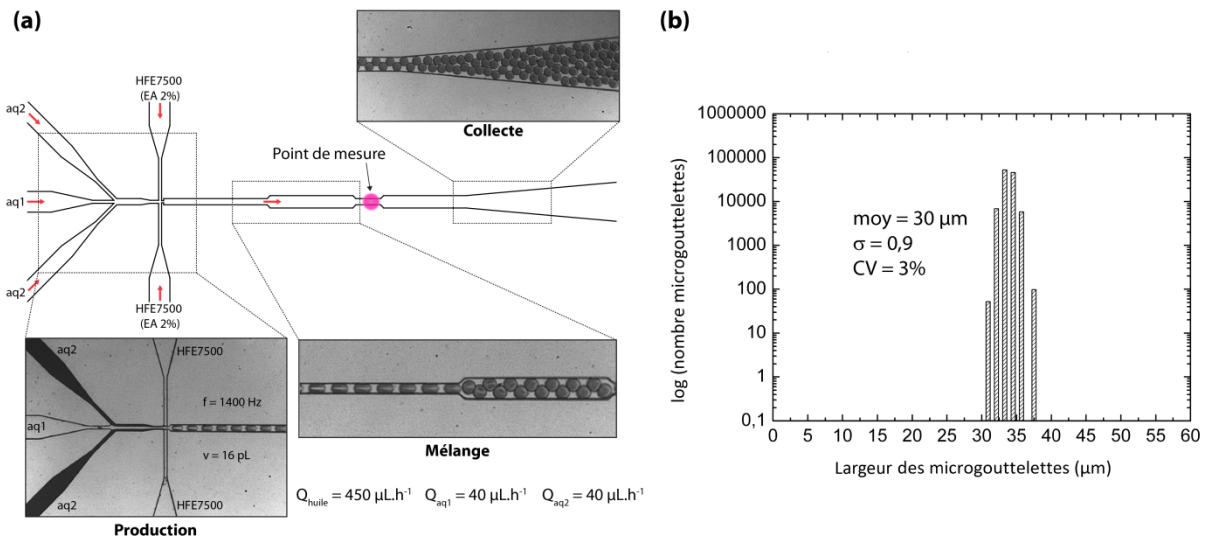 (a)
Collecte
HFE7500
(EA 2%)
aq2
Point de mesure
aq1
aq2
HFE7500
(EA 2%)
aq2
HFE7500
f = 1400 Hz
aq1
v = 16 pL
aq2
HFE7500
Production
Mélange
Q_huile = 450 µL.h⁻¹ Q_aq1 = 40 µL.h⁻¹ Q_aq2 = 40 µL.h⁻¹
(b)
log (nombre microgouttelettes)
1000000
100000
10000
1000
100
10
1
0,1
moy = 30 µm
σ = 0,9
CV = 3%
0 5 10 15 20 25 30 35 40 45 50 55 60
Largeur des microgouttelettes (µm)